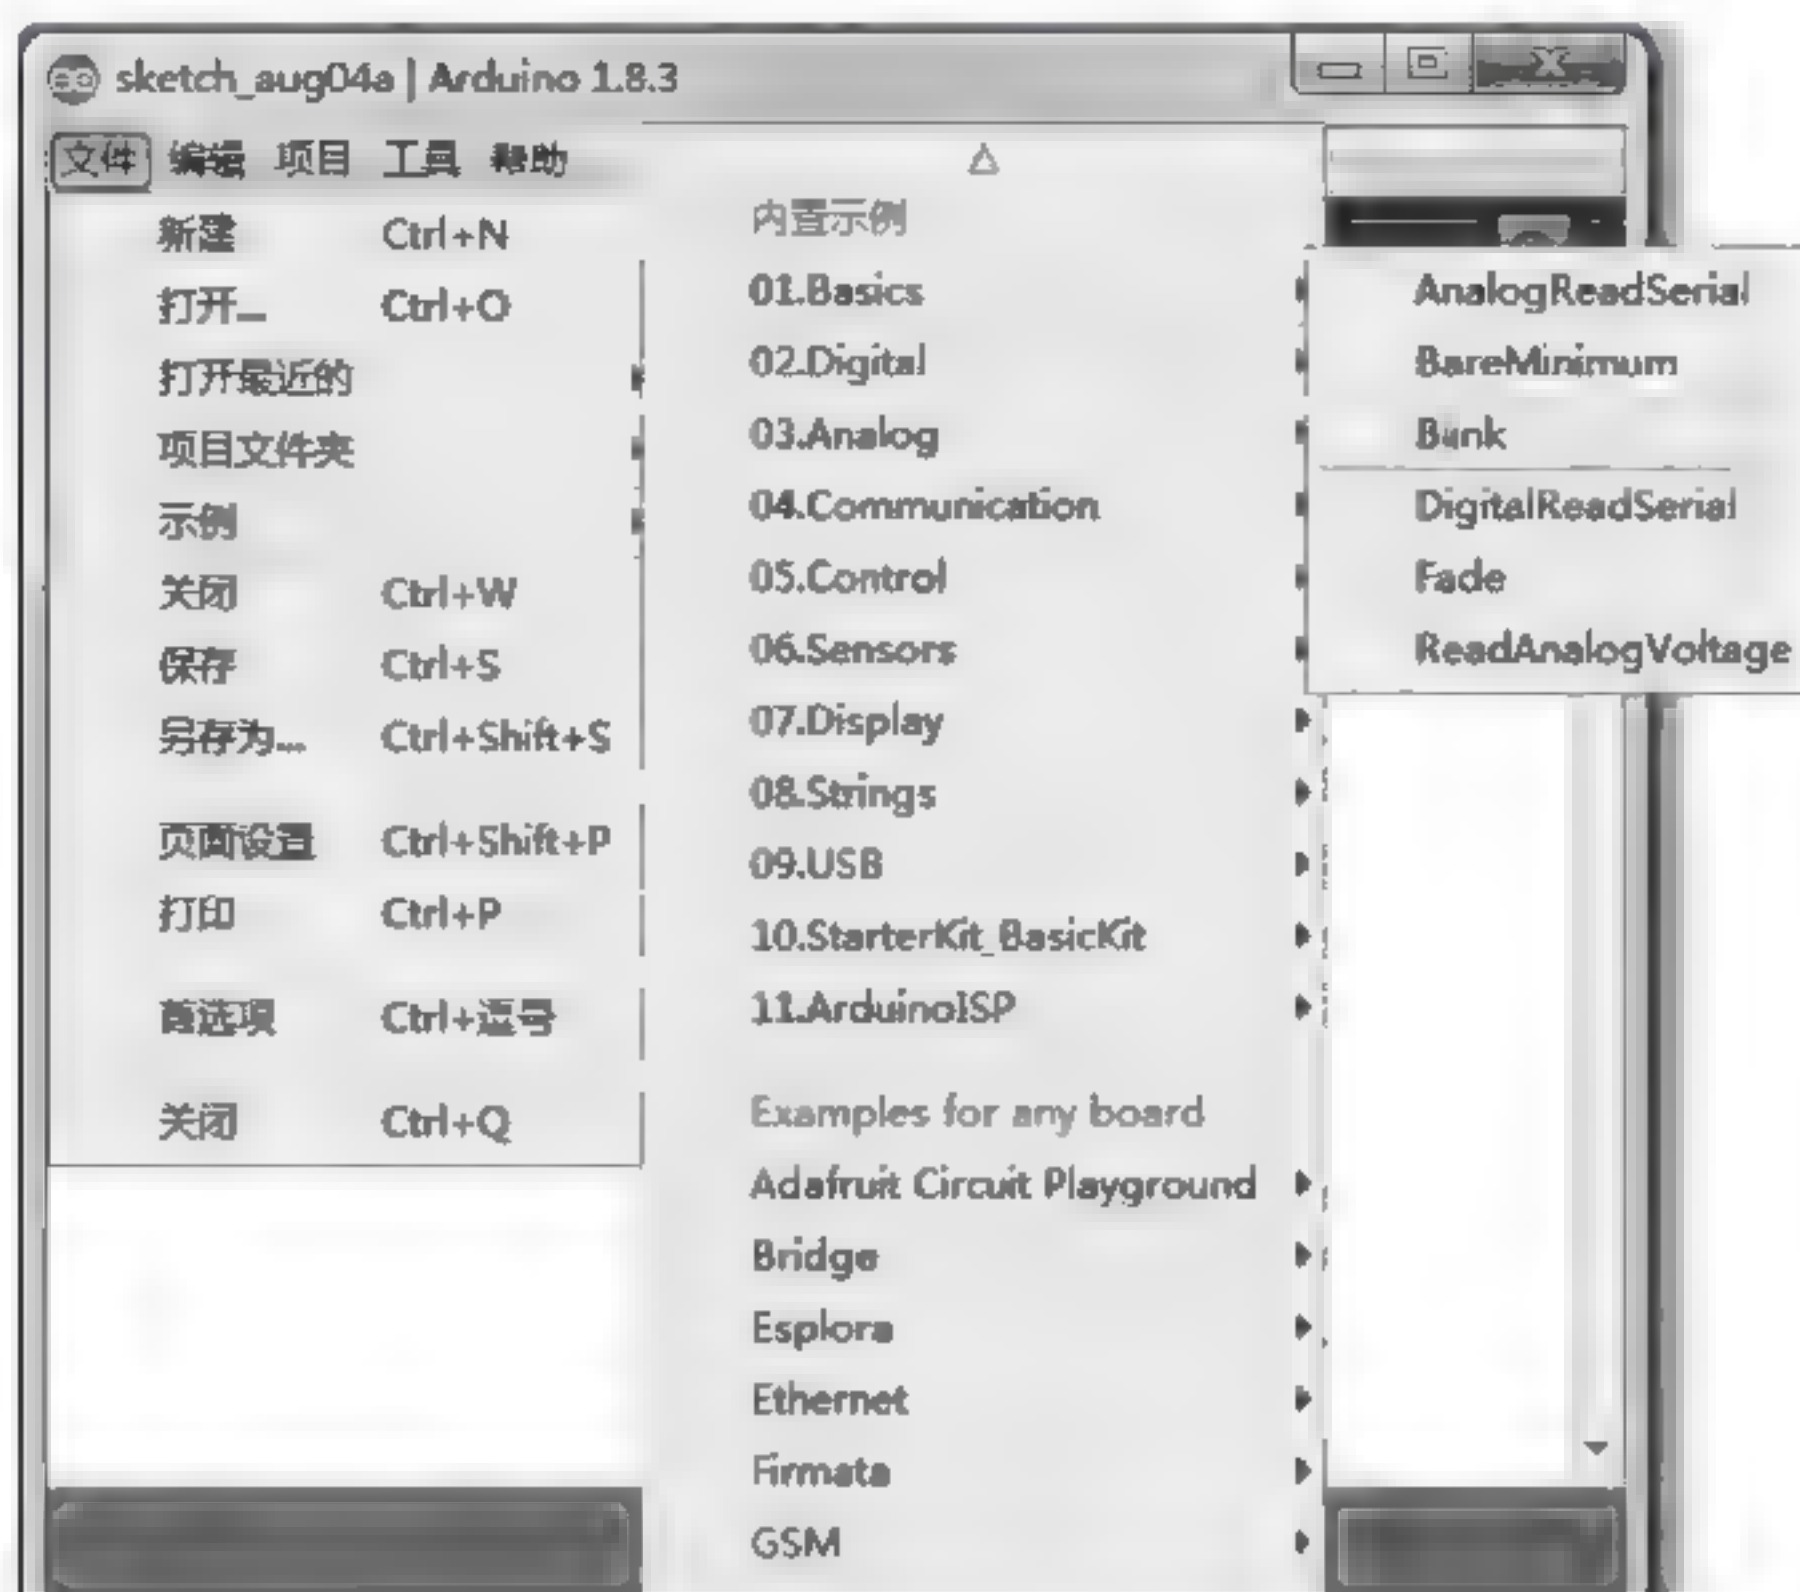 sketch_aug04a | Arduino 1.8.3
文件 编辑 项目 工具 帮助
新建 Ctrl+N
打开... Ctrl+O
打开最近的
项目文件夹
示例
关闭 Ctrl+W
保存 Ctrl+S
另存为... Ctrl+Shift+S
页面设置 Ctrl+Shift+P
打印 Ctrl+P
首选项 Ctrl+逗号
关闭 Ctrl+Q
内置示例
01.Basics
02.Digital
03.Analog
04.Communication
05.Control
06.Sensors
07.Display
08.Strings
09.USB
10.StarterKit_BasicKit
11.ArduinoISP
Examples for any board
Adafruit Circuit Playground
Bridge
Esplora
Ethernet
Firmata
GSM
AnalogReadSerial
BareMinimum
Blink
DigitalReadSerial
Fade
ReadAnalogVoltage